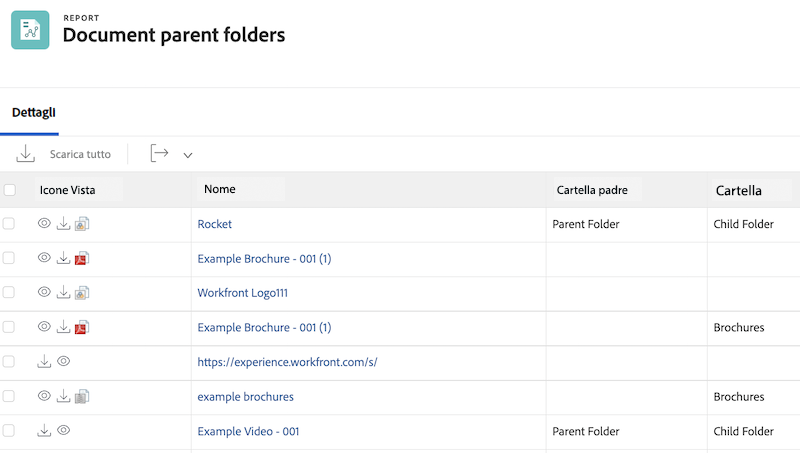 REPORT
Document parent folders
Dettagli
Scarica tutto
Icone Vista Nome Cartella padre Cartella
Rocket Parent Folder Child Folder
Example Brochure - 001 (1)
Workfront Logo111
Example Brochure - 001 (1) Brochures
https://experience.workfront.com/s/
example brochures Brochures
Example Video - 001 Parent Folder Child Folder